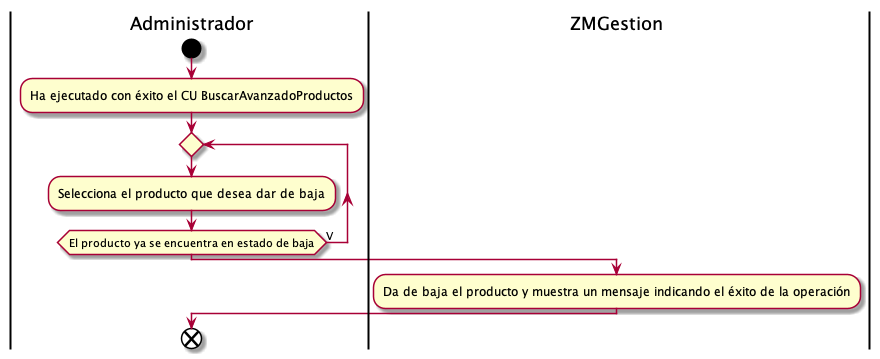 Administrador
ZMGestion
Ha ejecutado con éxito el CU BuscarAvanzadoProductos
Selecciona el producto que desea dar de baja
El producto ya se encuentra en estado de baja
V
Da de baja el producto y muestra un mensaje indicando el éxito de la operación